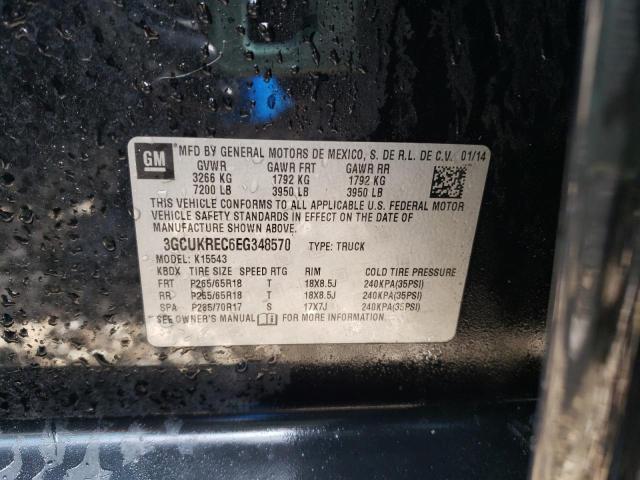 GM MFD BY GENERAL MOTORS DE MEXICO, S. DE R.L. DE C.V. 01/14
GVWR GAWR FRT GAWR RR
3266 KG 1792 KG 1792 KG
7200 LB 3950 LB 3950 LB
THIS VEHICLE CONFORMS TO ALL APPLICABLE U.S. FEDERAL MOTOR
VEHICLE SAFETY STANDARDS IN EFFECT ON THE DATE OF
MANUFACTURE SHOWN ABOVE.
3GCUKREC6EG348570 TYPE: TRUCK
MODEL: K15543
KBDX TIRE SIZE SPEED RTG RIM COLD TIRE PRESSURE
FRT P265/65R18 T 18X8.5J 240KPA(35PSI)
RR P265/65R18 T 18X8.5J 240KPA(35PSI)
SPA P265/70R17 S 17X7J 240KPA(35PSI)
SEE OWNER'S MANUAL FOR MORE INFORMATION